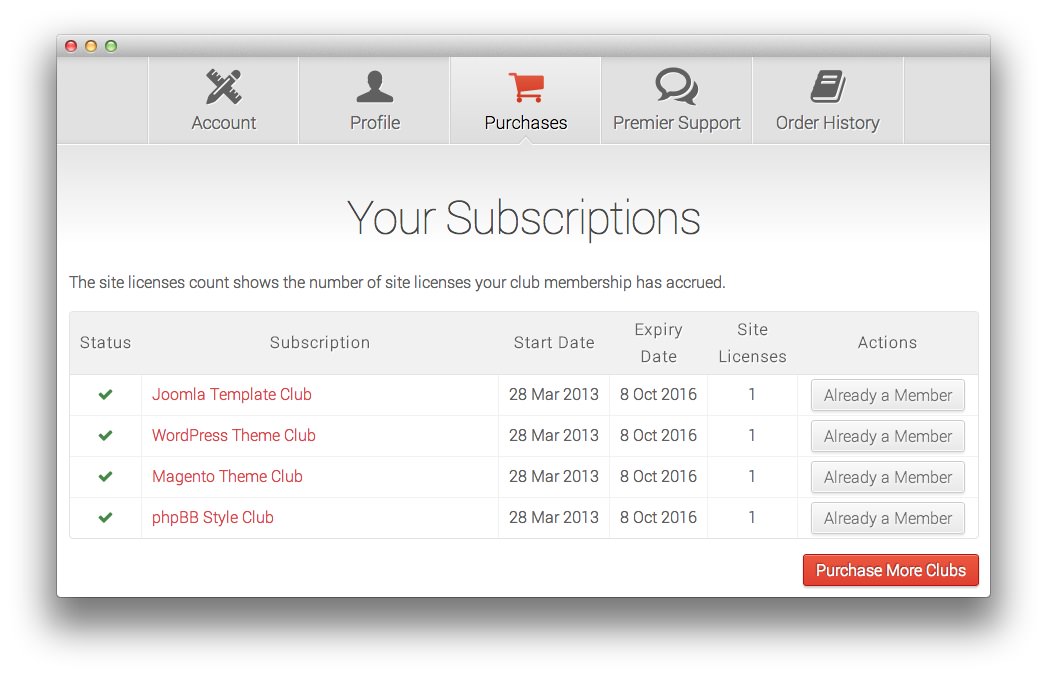 Account Profile Purchases Premier Support Order History
Your Subscriptions
The site licenses count shows the number of site licenses your club membership has accrued.
Status Subscription Start Date Expiry Date Site Licenses Actions
Joomla Template Club 28 Mar 2013 8 Oct 2016 1 Already a Member
WordPress Theme Club 28 Mar 2013 8 Oct 2016 1 Already a Member
Magento Theme Club 28 Mar 2013 8 Oct 2016 1 Already a Member
phpBB Style Club 28 Mar 2013 8 Oct 2016 1 Already a Member
Purchase More Clubs